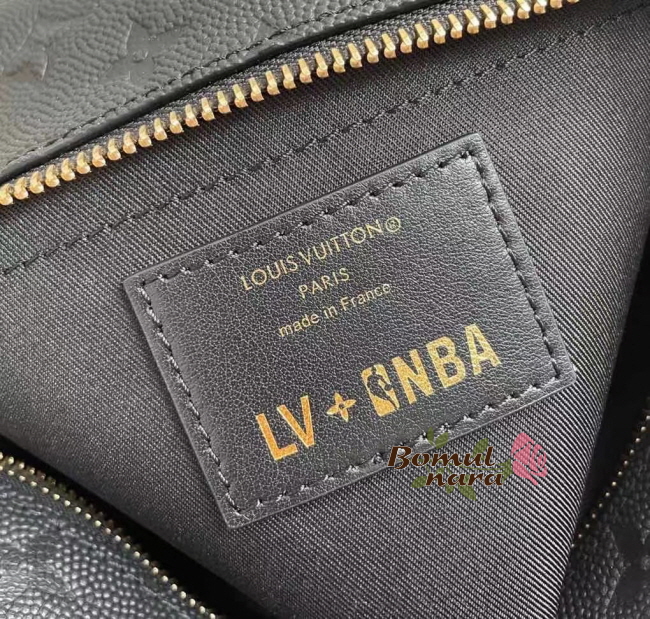 LOUIS VUITTON®
PARIS
made in France
LV + NBA
Bomul
nara